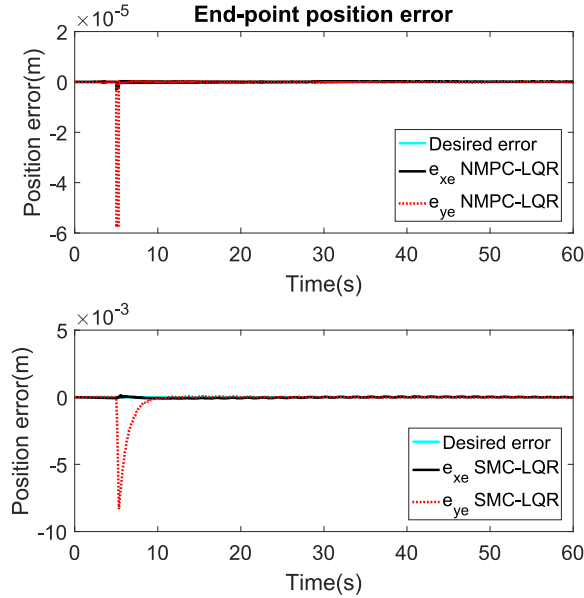 End-point position error
×10^-5
2
0
-2
-4
-6
Position error(m)
Desired error
e_xe NMPC-LQR
e_ye NMPC-LQR
0 10 20 30 40 50 60
Time(s)
×10^-3
5
0
-5
-10
Position error(m)
Desired error
e_xe SMC-LQR
e_ye SMC-LQR
0 10 20 30 40 50 60
Time(s)